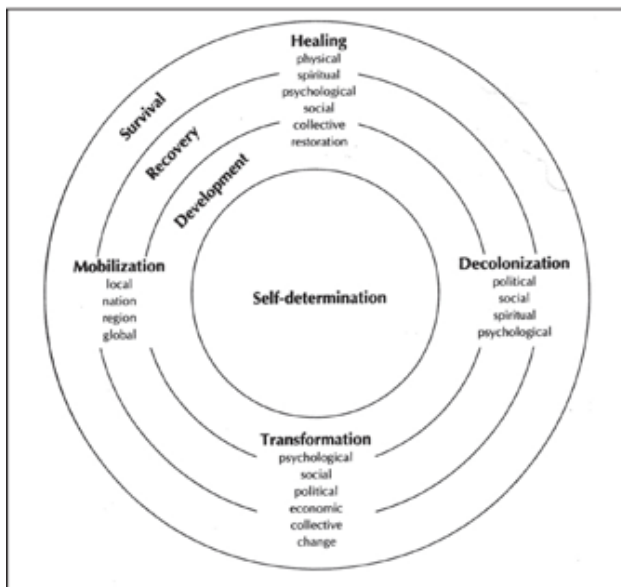 Healing
physical
spiritual
psychological
social
collective
restoration
Survival
Recovery
Development
Mobilization
local
nation
region
global
Self-determination
Decolonization
political
social
spiritual
psychological
Transformation
psychological
social
political
economic
collective
change